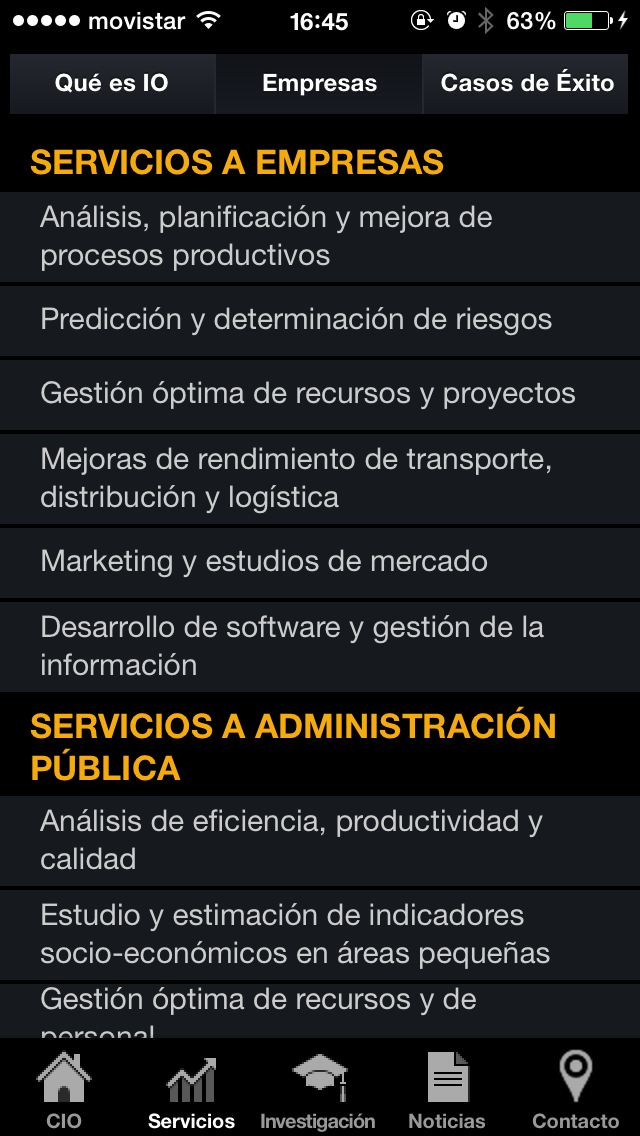 movistar 16:45 63%
Qué es IO Empresas Casos de Éxito
SERVICIOS A EMPRESAS
Análisis, planificación y mejora de
procesos productivos
Predicción y determinación de riesgos
Gestión óptima de recursos y proyectos
Mejoras de rendimiento de transporte,
distribución y logística
Marketing y estudios de mercado
Desarrollo de software y gestión de la
información
SERVICIOS A ADMINISTRACIÓN
PÚBLICA
Análisis de eficiencia, productividad y
calidad
Estudio y estimación de indicadores
socio-económicos en áreas pequeñas
Gestión óptima de recursos y de
personal
CIO Servicios Investigación Noticias Contacto